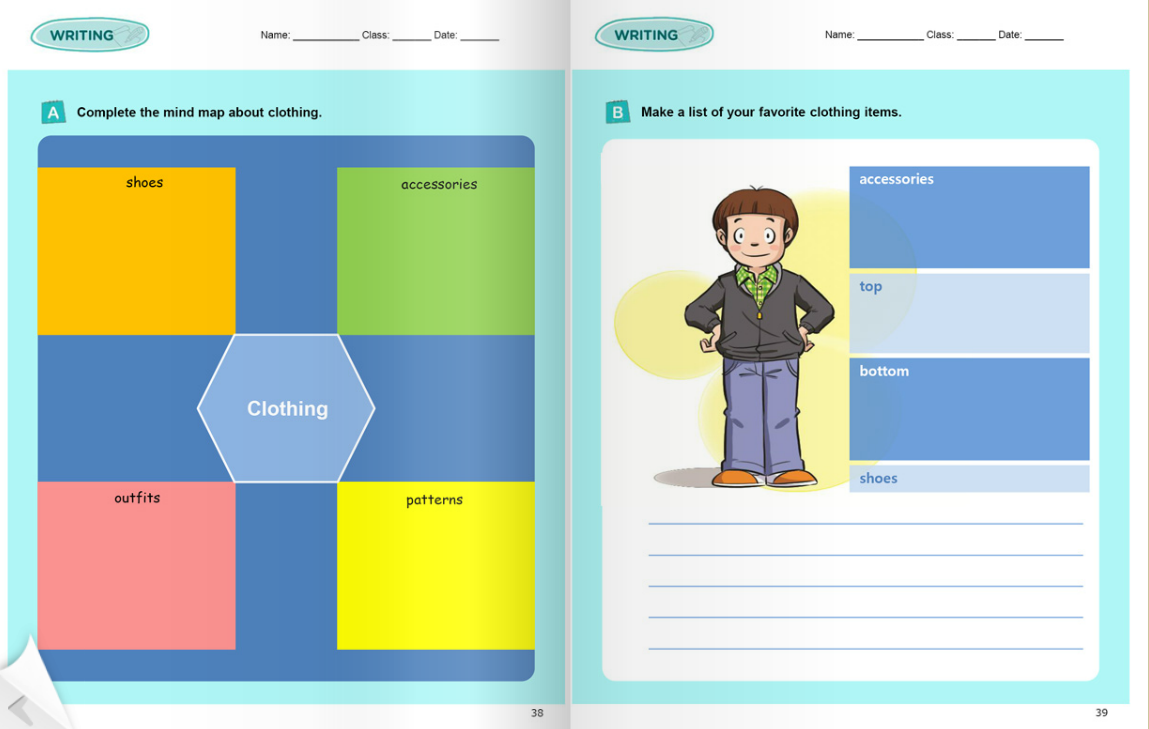 WRITING
Name: ____________ Class: _______ Date: _______
A Complete the mind map about clothing.
shoes
accessories
Clothing
outfits
patterns
38
WRITING
Name: ____________ Class: _______ Date: _______
B Make a list of your favorite clothing items.
accessories
top
bottom
shoes
39